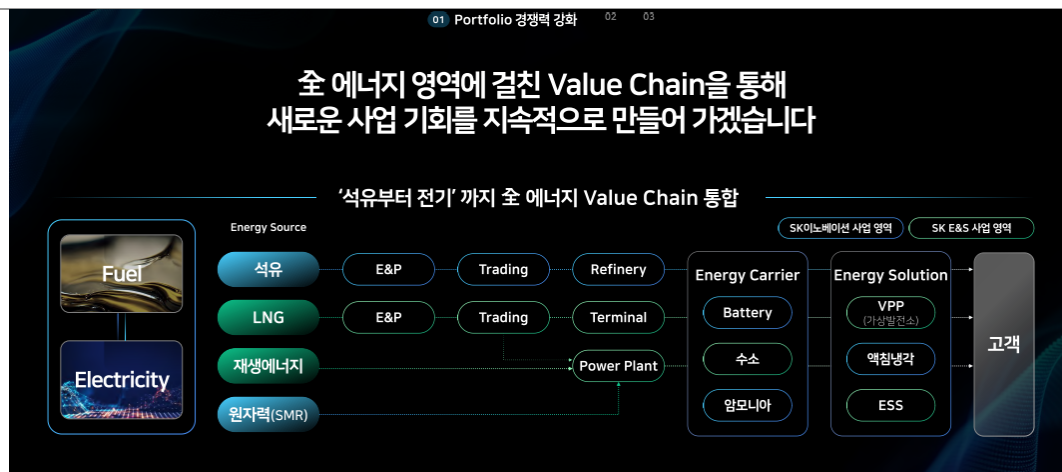 01 Portfolio 경쟁력 강화 02 03
全 에너지 영역에 걸친 Value Chain을 통해
새로운 사업 기회를 지속적으로 만들어 가겠습니다
‘석유부터 전기’ 까지 全 에너지 Value Chain 통합
Energy Source
SK이노베이션 사업 영역
SK E&S 사업 영역
Fuel
Electricity
석유
E&P
Trading
Refinery
LNG
E&P
Trading
Terminal
재생에너지
Power Plant
원자력(SMR)
Energy Carrier
Battery
수소
암모니아
Energy Solution
VPP
(가상발전소)
액침냉각
ESS
고객